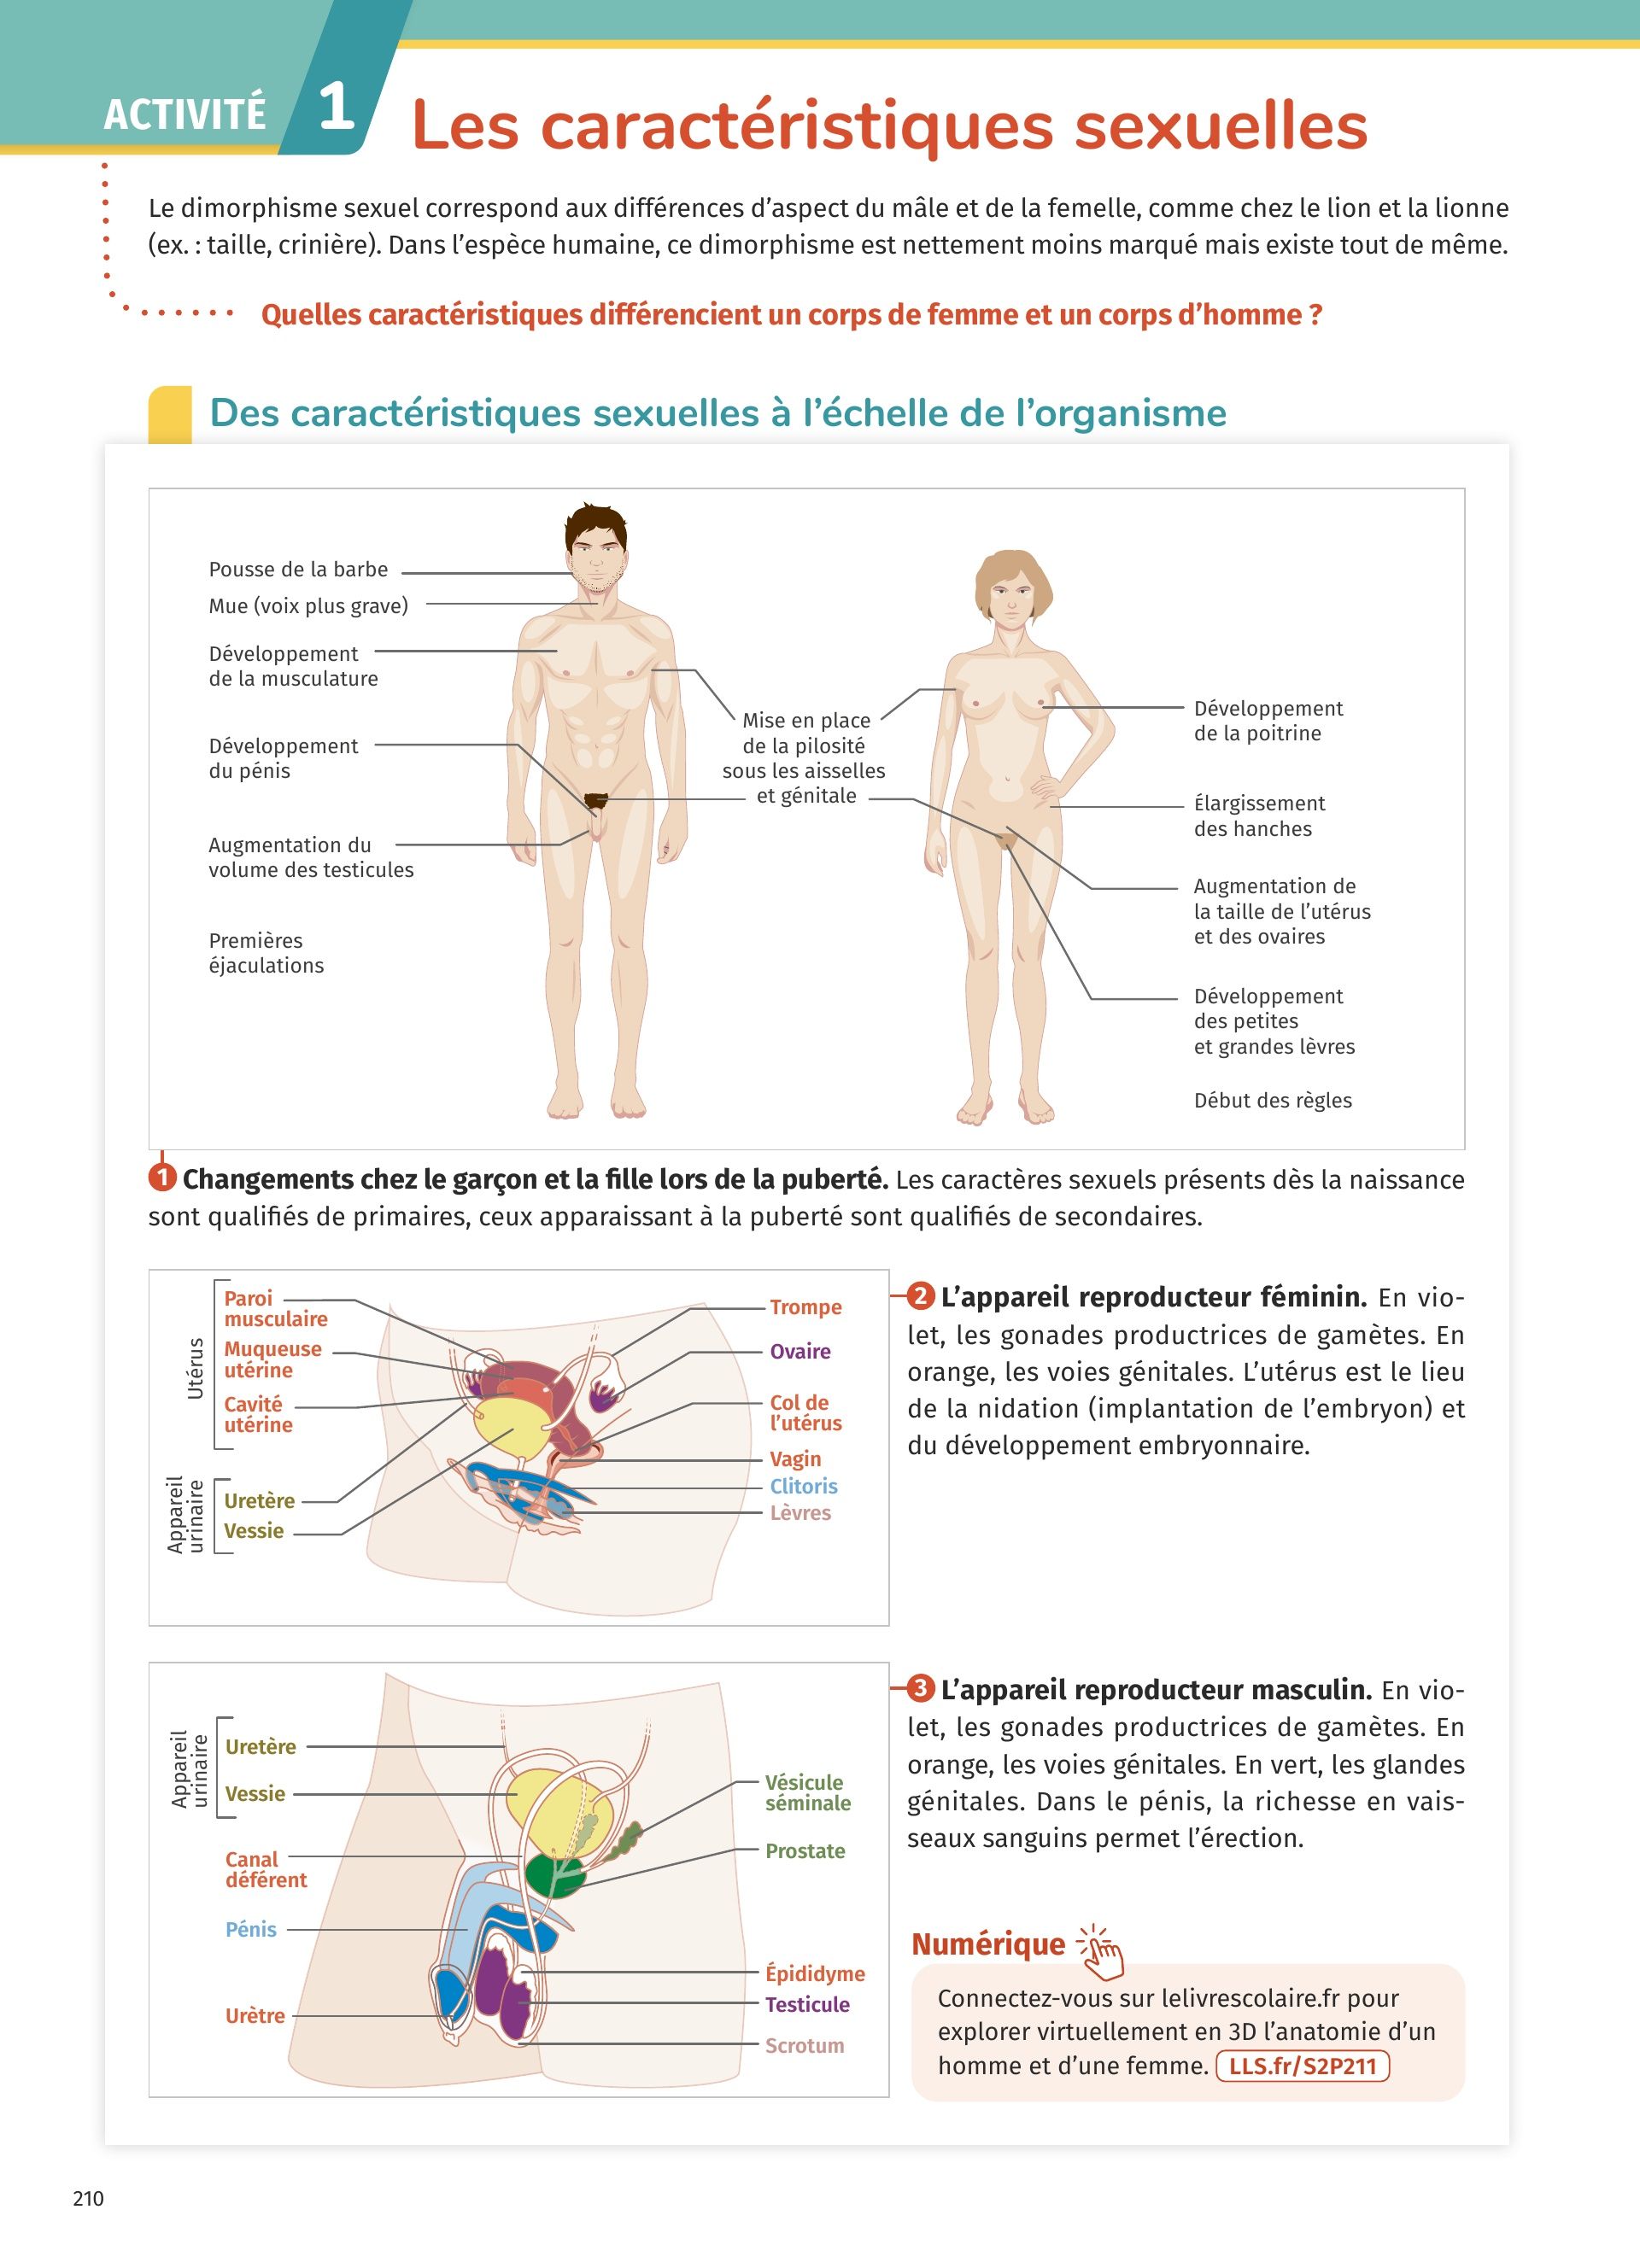 ACTIVITÉ 1
Les caractéristiques sexuelles
Le dimorphisme sexuel correspond aux différences d’aspect du mâle et de la femelle, comme chez le lion et la lionne
(ex. : taille, crinière). Dans l’espèce humaine, ce dimorphisme est nettement moins marqué mais existe tout de même.
Quelles caractéristiques différencient un corps de femme et un corps d’homme ?
Des caractéristiques sexuelles à l’échelle de l’organisme
Pousse de la barbe
Mue (voix plus grave)
Développement
de la musculature
Développement
du pénis
Augmentation du
volume des testicules
Premières
éjaculations
Mise en place
de la pilosité
sous les aisselles
et génitale
Développement
de la poitrine
Élargissement
des hanches
Augmentation de
la taille de l’utérus
et des ovaires
Développement
des petites
et grandes lèvres
Début des règles
1 Changements chez le garçon et la fille lors de la puberté. Les caractères sexuels présents dès la naissance
sont qualifiés de primaires, ceux apparaissant à la puberté sont qualifiés de secondaires.
Utérus
Paroi
musculaire
Muqueuse
utérine
Cavité
utérine
Appareil
urinaire
Uretère
Vessie
Trompe
Ovaire
Col de
l’utérus
Vagin
Clitoris
Lèvres
2 L’appareil reproducteur féminin. En vio-
let, les gonades productrices de gamètes. En
orange, les voies génitales. L’utérus est le lieu
de la nidation (implantation de l’embryon) et
du développement embryonnaire.
Appareil
urinaire
Uretère
Vessie
Canal
déférent
Pénis
Urètre
Vésicule
séminale
Prostate
Épididyme
Testicule
Scrotum
3 L’appareil reproducteur masculin. En vio-
let, les gonades productrices de gamètes. En
orange, les voies génitales. En vert, les glandes
génitales. Dans le pénis, la richesse en vais-
seaux sanguins permet l’érection.
Numérique
Connectez-vous sur lelivrescolaire.fr pour
explorer virtuellement en 3D l’anatomie d’un
homme et d’une femme. LLS.fr/S2P211
210